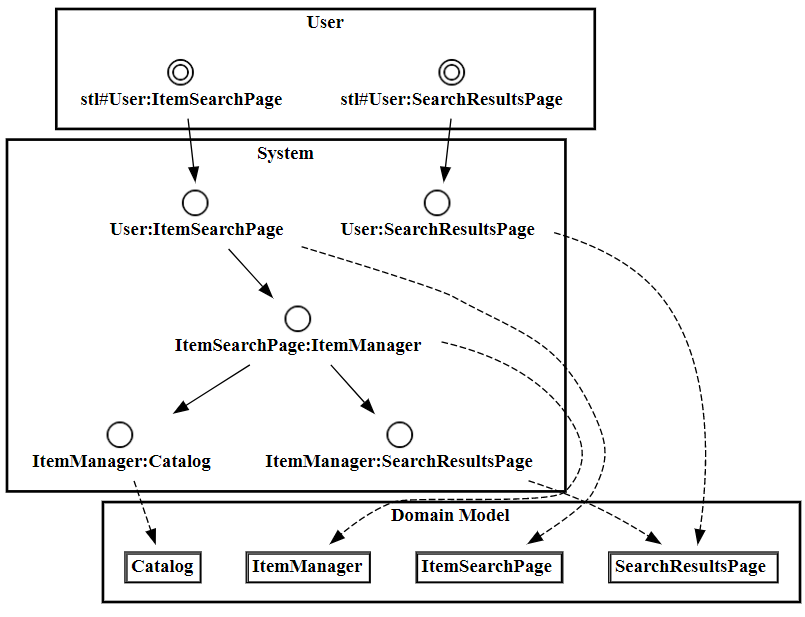 User
stl#User:ItemSearchPage
stl#User:SearchResultsPage
System
User:ItemSearchPage
User:SearchResultsPage
ItemSearchPage:ItemManager
ItemManager:Catalog
ItemManager:SearchResultsPage
Domain Model
Catalog
ItemManager
ItemSearchPage
SearchResultsPage